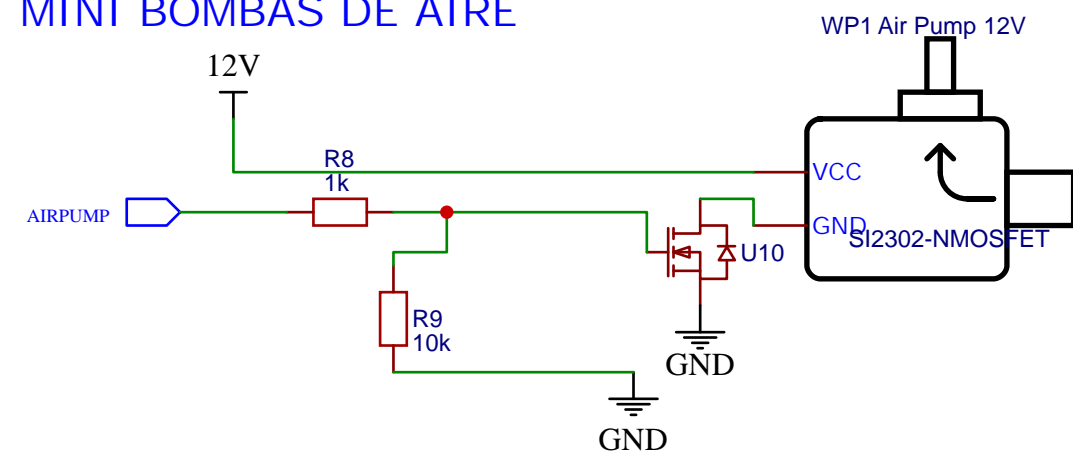 MINI BOMBAS DE AIRE
WP1 Air Pump 12V
12V
R8
1k
VCC
AIRPUMP
GND
SI2302-NMOSFET
U10
R9
10k
GND
GND